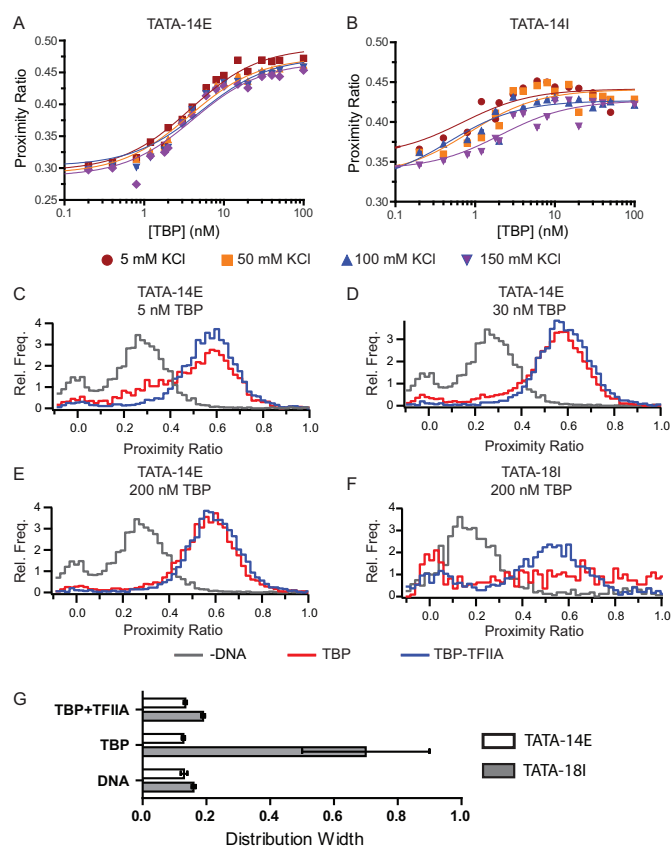 A
TATA-14E
Proximity Ratio
0.50
0.45
0.40
0.35
0.30
0.25
0.1
1
10
100
[TBP] (nM)
B
TATA-14I
Proximity Ratio
0.50
0.45
0.40
0.35
0.30
0.1
1
10
100
[TBP] (nM)
5 mM KCl
50 mM KCl
100 mM KCl
150 mM KCl
C
TATA-14E
5 nM TBP
Rel. Freq.
4
3
2
1
0
0.0
0.2
0.4
0.6
0.8
1.0
Proximity Ratio
D
TATA-14E
30 nM TBP
Rel. Freq.
4
3
2
1
0
0.0
0.2
0.4
0.6
0.8
1.0
Proximity Ratio
E
TATA-14E
200 nM TBP
Rel. Freq.
4
3
2
1
0
0.0
0.2
0.4
0.6
0.8
1.0
Proximity Ratio
F
TATA-18I
200 nM TBP
Rel. Freq.
4
3
2
1
0
0.0
0.2
0.4
0.6
0.8
1.0
Proximity Ratio
-DNA
TBP
TBP-TFIIA
G
TBP+TFIIA
TBP
DNA
0.0
0.2
0.4
0.6
0.8
1.0
Distribution Width
TATA-14E
TATA-18I